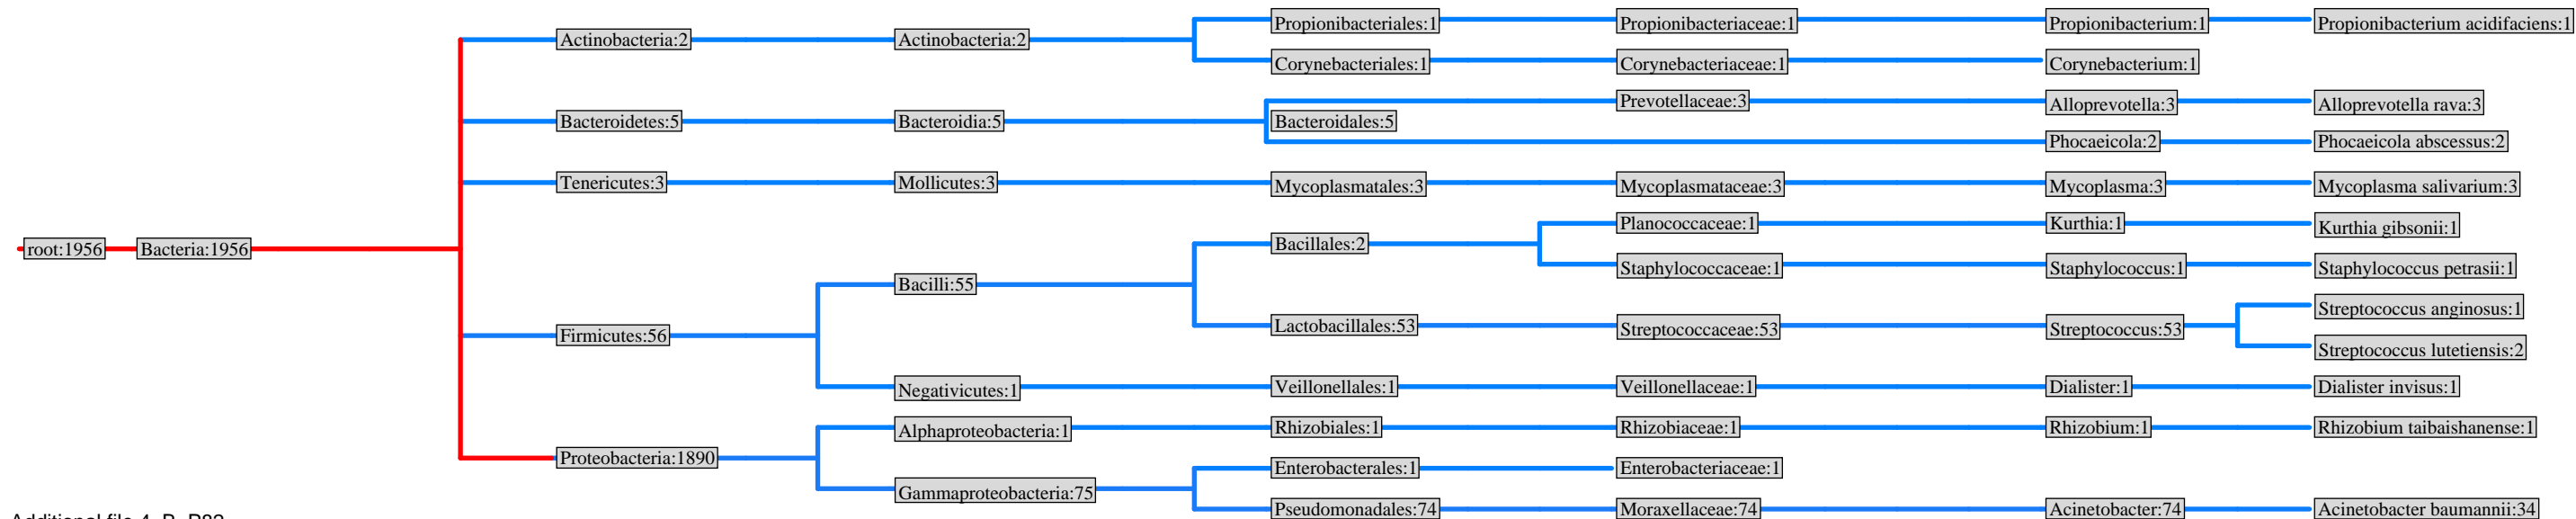 Propionibacteriales:1 Propionibacteriaceae:1 Propionibacterium:1 Propionibacterium acidifaciens:1
Actinobacteria:2 Actinobacteria:2
Corynebacteriales:1 Corynebacteriaceae:1 Corynebacterium:1
Prevotellaceae:3 Alloprevotella:3 Alloprevotella rava:3
Bacteroidetes:5 Bacteroidia:5 Bacteroidales:5
Phocaeicola:2 Phocaeicola abscessus:2
Tenericutes:3 Mollicutes:3 Mycoplasmatales:3 Mycoplasmataceae:3 Mycoplasma:3 Mycoplasma salivarium:3
Planococcaceae:1 Kurthia:1 Kurthia gibsonii:1
root:1956 Bacteria:1956 Bacillales:2
Staphylococcaceae:1 Staphylococcus:1 Staphylococcus petrasii:1
Bacilli:55
Streptococcus anginosus:1
Firmicutes:56 Lactobacillales:53 Streptococcaceae:53 Streptococcus:53
Streptococcus lutetiensis:2
Negativicutes:1 Veillonellales:1 Veillonellaceae:1 Dialister:1 Dialister invisus:1
Alphaproteobacteria:1 Rhizobiales:1 Rhizobiaceae:1 Rhizobium:1 Rhizobium taibaishanense:1
Proteobacteria:1890
Enterobacterales:1 Enterobacteriaceae:1
Gammaproteobacteria:75
Pseudomonadales:74 Moraxellaceae:74 Acinetobacter:74 Acinetobacter baumannii:34
Additional file 4